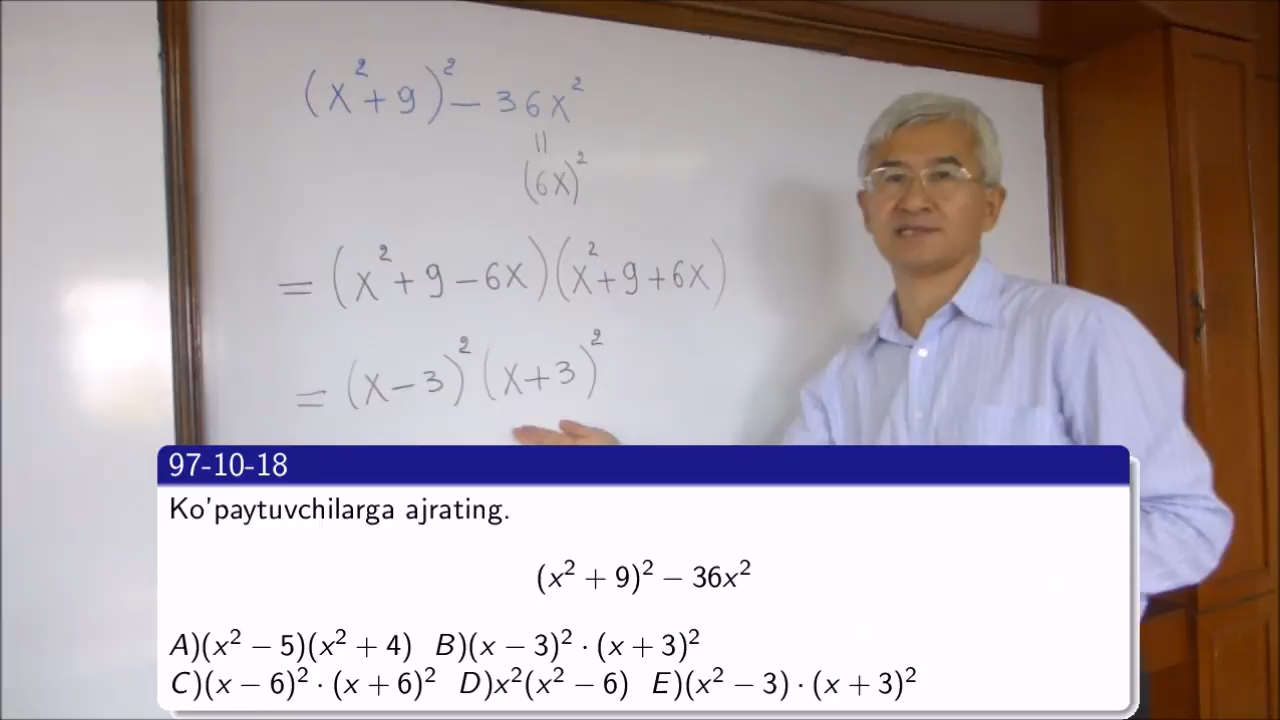 (x²+9)²-36x²
=
(6x)²
=(x²+9-6x)(x²+9+6x)
=(x-3)²(x+3)²
97-10-18
Ko'paytuvchilarga ajrating.
(x² + 9)² − 36x²
A)(x² − 5)(x² + 4) B)(x − 3)² · (x + 3)²
C)(x − 6)² · (x + 6)² D)x²(x² − 6) E)(x² − 3) · (x + 3)²